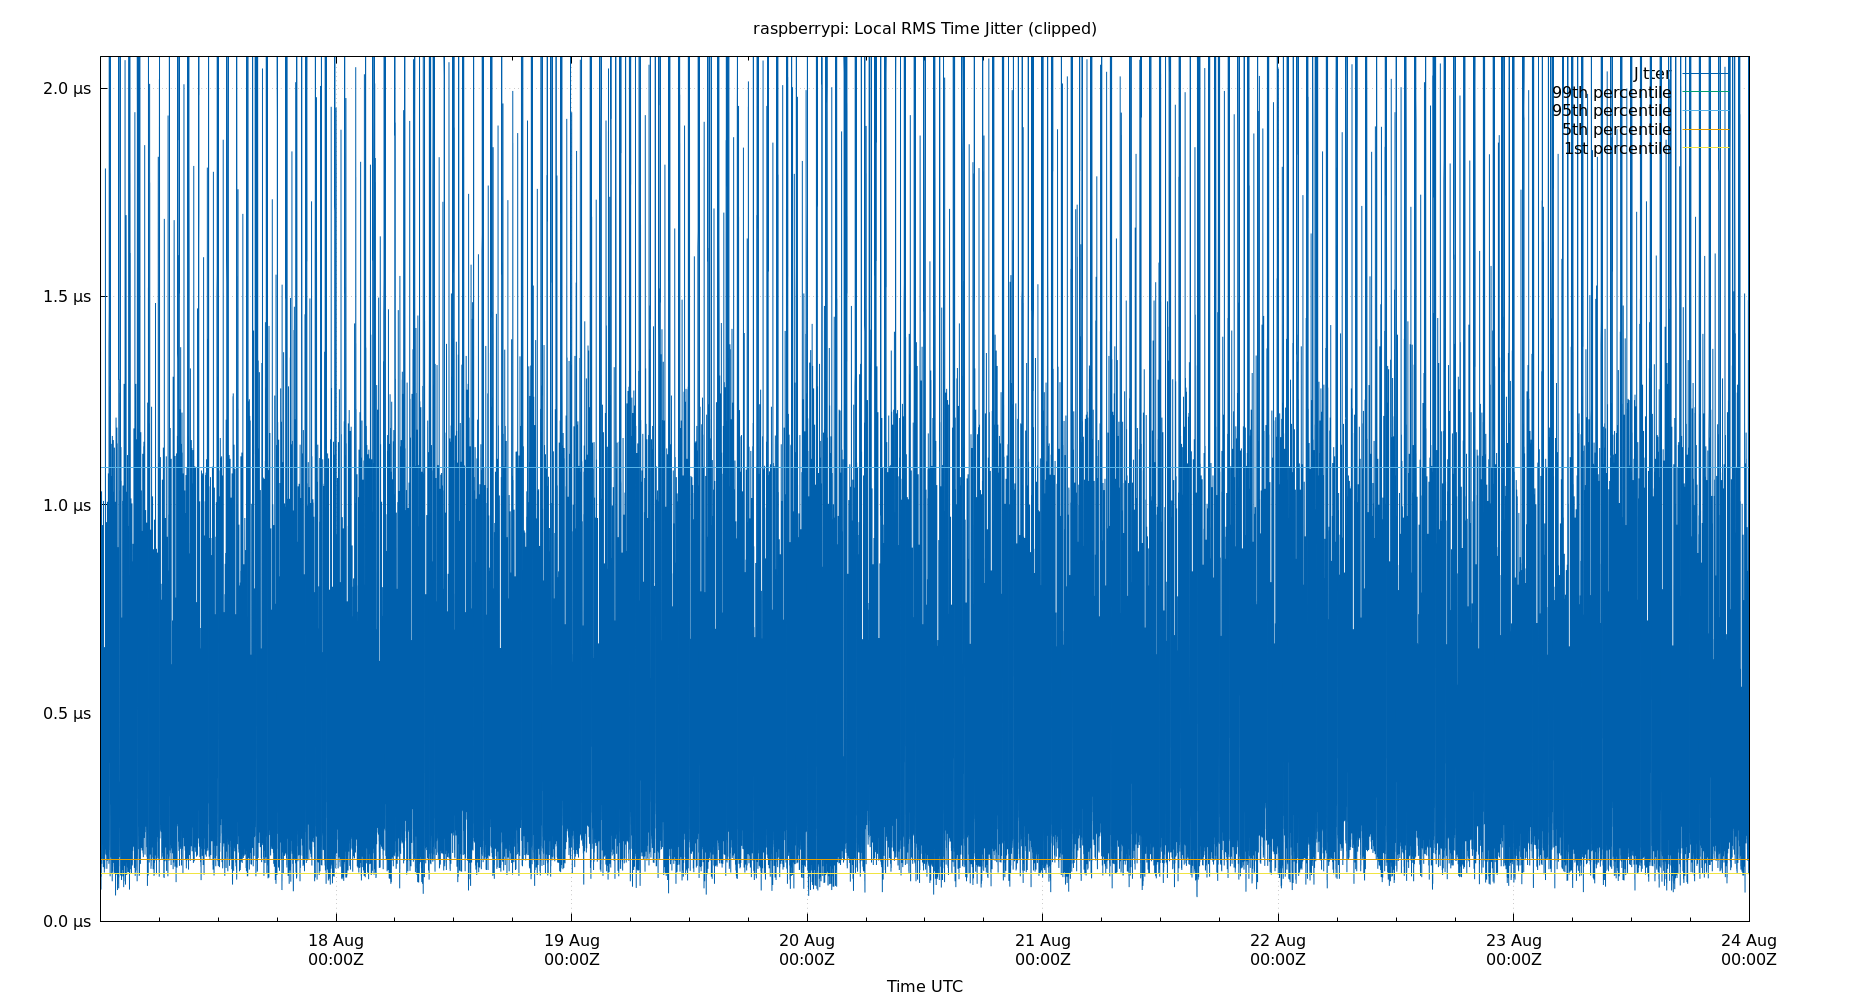 raspberrypi: Local RMS Time Jitter (clipped)
2.0 µs
1.5 µs
1.0 µs
0.5 µs
0.0 µs
Jitter
99th percentile
95th percentile
5th percentile
1st percentile
18 Aug
00:00Z
19 Aug
00:00Z
20 Aug
00:00Z
21 Aug
00:00Z
22 Aug
00:00Z
23 Aug
00:00Z
24 Aug
00:00Z
Time UTC